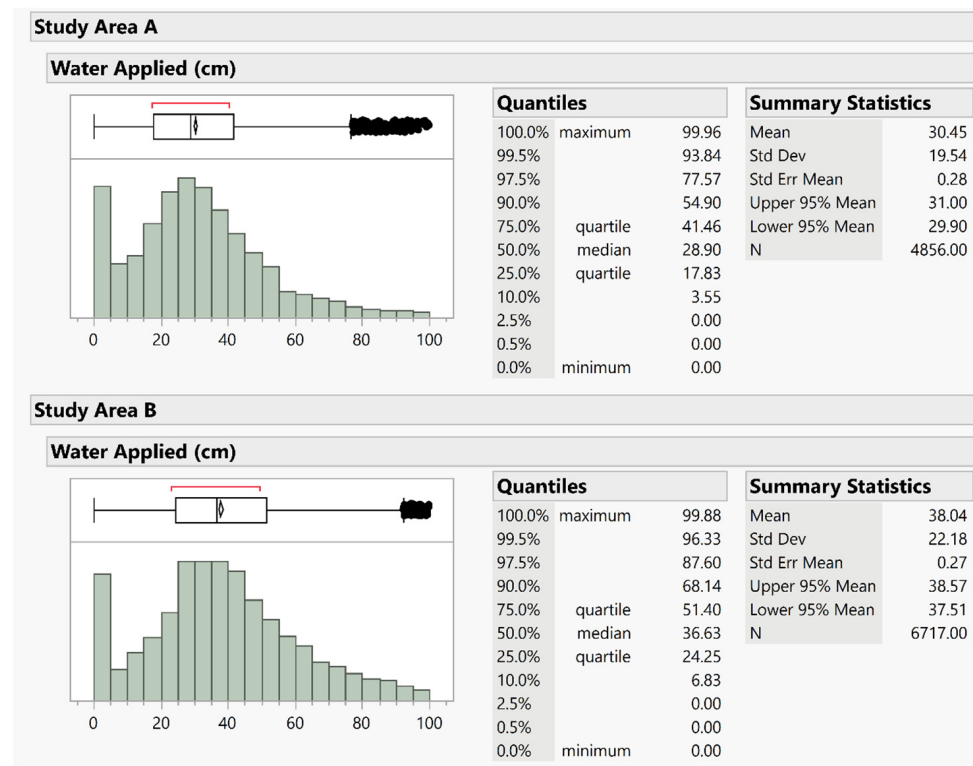 Study Area A
Water Applied (cm)
Quantiles
100.0% maximum 99.96
99.5% 93.84
97.5% 77.57
90.0% 54.90
75.0% quartile 41.46
50.0% median 28.90
25.0% quartile 17.83
10.0% 3.55
2.5% 0.00
0.5% 0.00
0.0% minimum 0.00
Summary Statistics
Mean 30.45
Std Dev 19.54
Std Err Mean 0.28
Upper 95% Mean 31.00
Lower 95% Mean 29.90
N 4856.00
0 20 40 60 80 100
Study Area B
Water Applied (cm)
Quantiles
100.0% maximum 99.88
99.5% 96.33
97.5% 87.60
90.0% 68.14
75.0% quartile 51.40
50.0% median 36.63
25.0% quartile 24.25
10.0% 6.83
2.5% 0.00
0.5% 0.00
0.0% minimum 0.00
Summary Statistics
Mean 38.04
Std Dev 22.18
Std Err Mean 0.27
Upper 95% Mean 38.57
Lower 95% Mean 37.51
N 6717.00
0 20 40 60 80 100